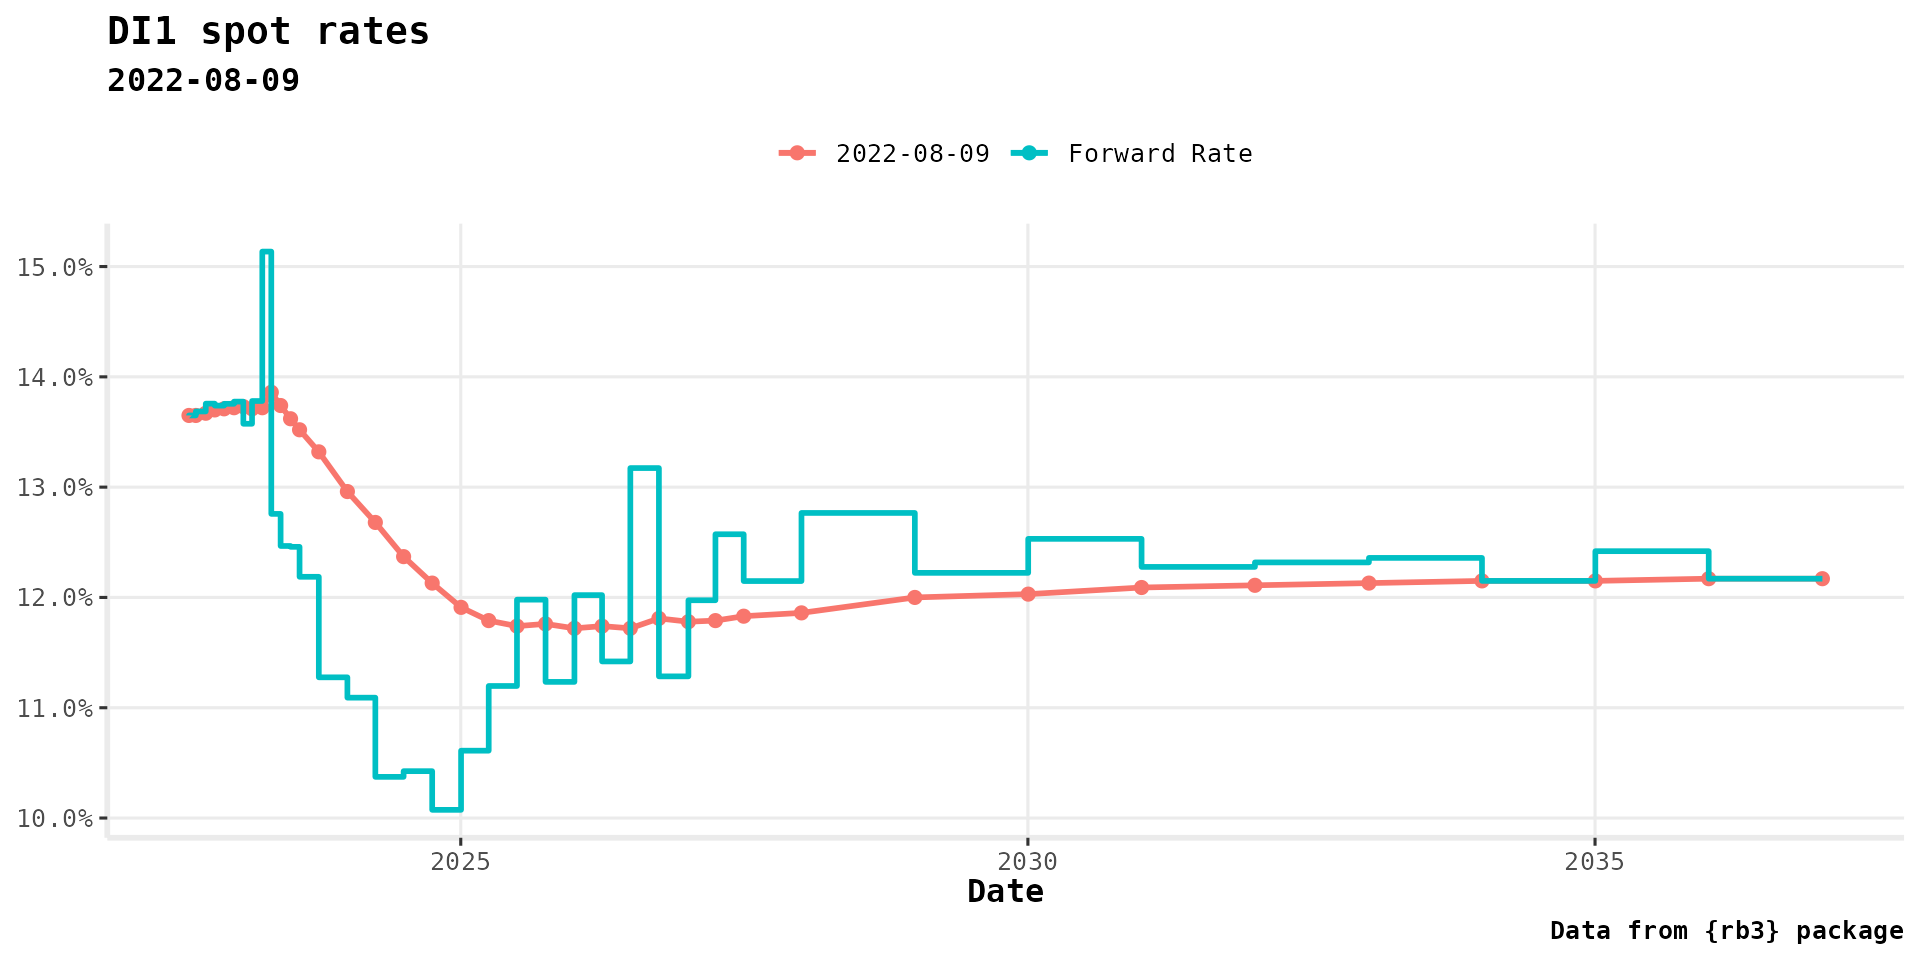 DI1 spot rates
2022-08-09
2022-08-09 Forward Rate
15.0%
14.0%
13.0%
12.0%
11.0%
10.0%
2025 2030 2035
Date
Data from {rb3} package